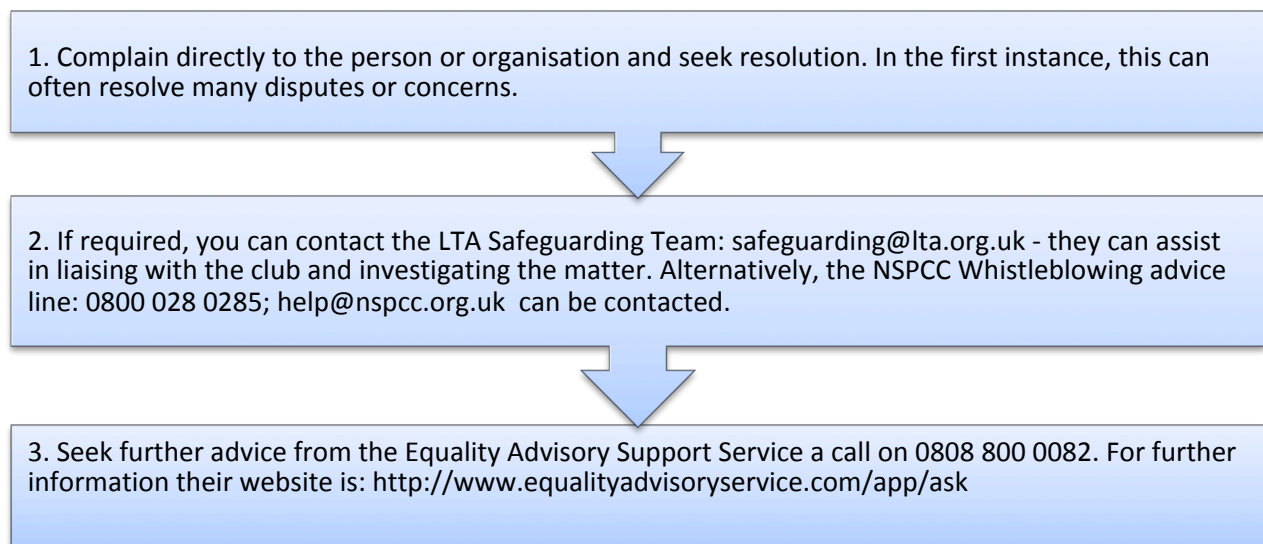 1. Complain directly to the person or organisation and seek resolution. In the first instance, this can
often resolve many disputes or concerns.
2. If required, you can contact the LTA Safeguarding Team: safeguarding@lta.org.uk - they can assist
in liaising with the club and investigating the matter. Alternatively, the NSPCC Whistleblowing advice
line: 0800 028 0285; help@nspcc.org.uk  can be contacted.
3. Seek further advice from the Equality Advisory Support Service a call on 0808 800 0082. For further
information their website is: http://www.equalityadvisoryservice.com/app/ask